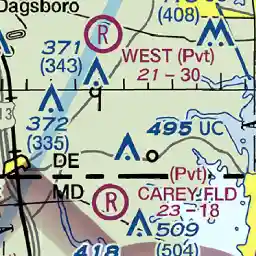 Dagsboro
(408)
R
371
(343)
WEST (Pvt)
21 - 30
372
(335)
495 UC
13
DE
MD
(Pvt)
R
CAREY FLD
23 - 18
509
(504)
418